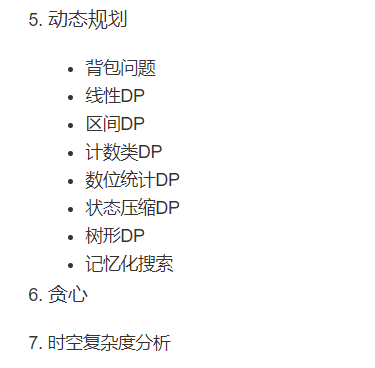 5. 动态规划
• 背包问题
• 线性DP
• 区间DP
• 计数类DP
• 数位统计DP
• 状态压缩DP
• 树形DP
• 记忆化搜索
6. 贪心
7. 时空复杂度分析